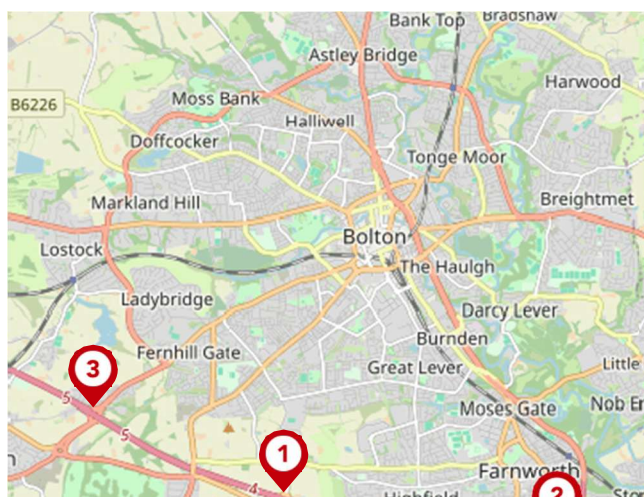 Bank Top
Bradshaw
Astley Bridge
Harwood
B6226
Moss Bank
Halliwell
Doffcocker
Tonge Moor
Markland Hill
Breightmet
Bolton
Lostock
The Haulgh
Ladybridge
Darcy Lever
Burnden
Fernhill Gate
Great Lever
Little
3
5
Moses Gate
Nob En
5
1
Farnworth
4
2
Highfield